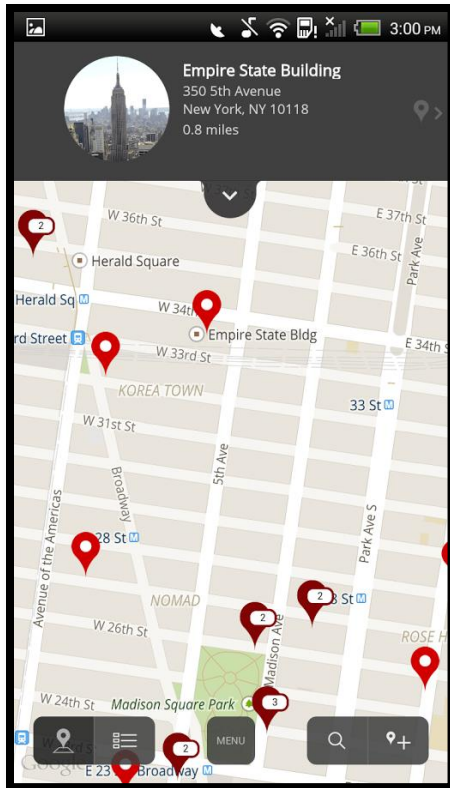 3:00 PM
Empire State Building
350 5th Avenue
New York, NY 10118
0.8 miles
W 36th St
E 37th St
2
Herald Square
E 36th St
Park Ave
Herald Sq M
W 34th
Empire State Bldg
rd Street
W 33rd St
E 34th S
KOREA TOWN
33 St M
W 31st St
5th Ave
Broadway
Avenue of the Americas
28 St M
Park Ave S
NOMAD
2
8 St M
2
W 26th St
Madison Ave
ROSE H
W 24th St
Madison Square Park
3
MENU
2
Google
E 23
Broadway M